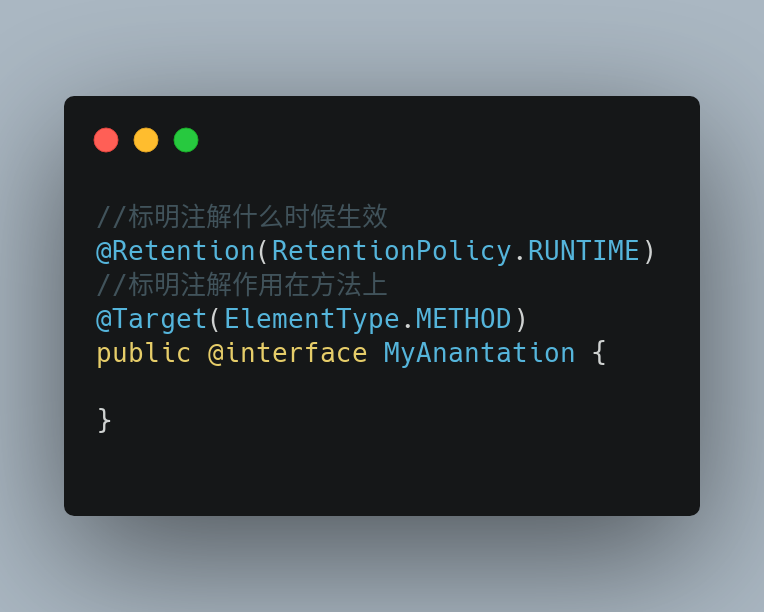 //标明注解什么时候生效
@Retention(RetentionPolicy.RUNTIME)
//标明注解作用在方法上
@Target(ElementType.METHOD)
public @interface MyAnantation {
}